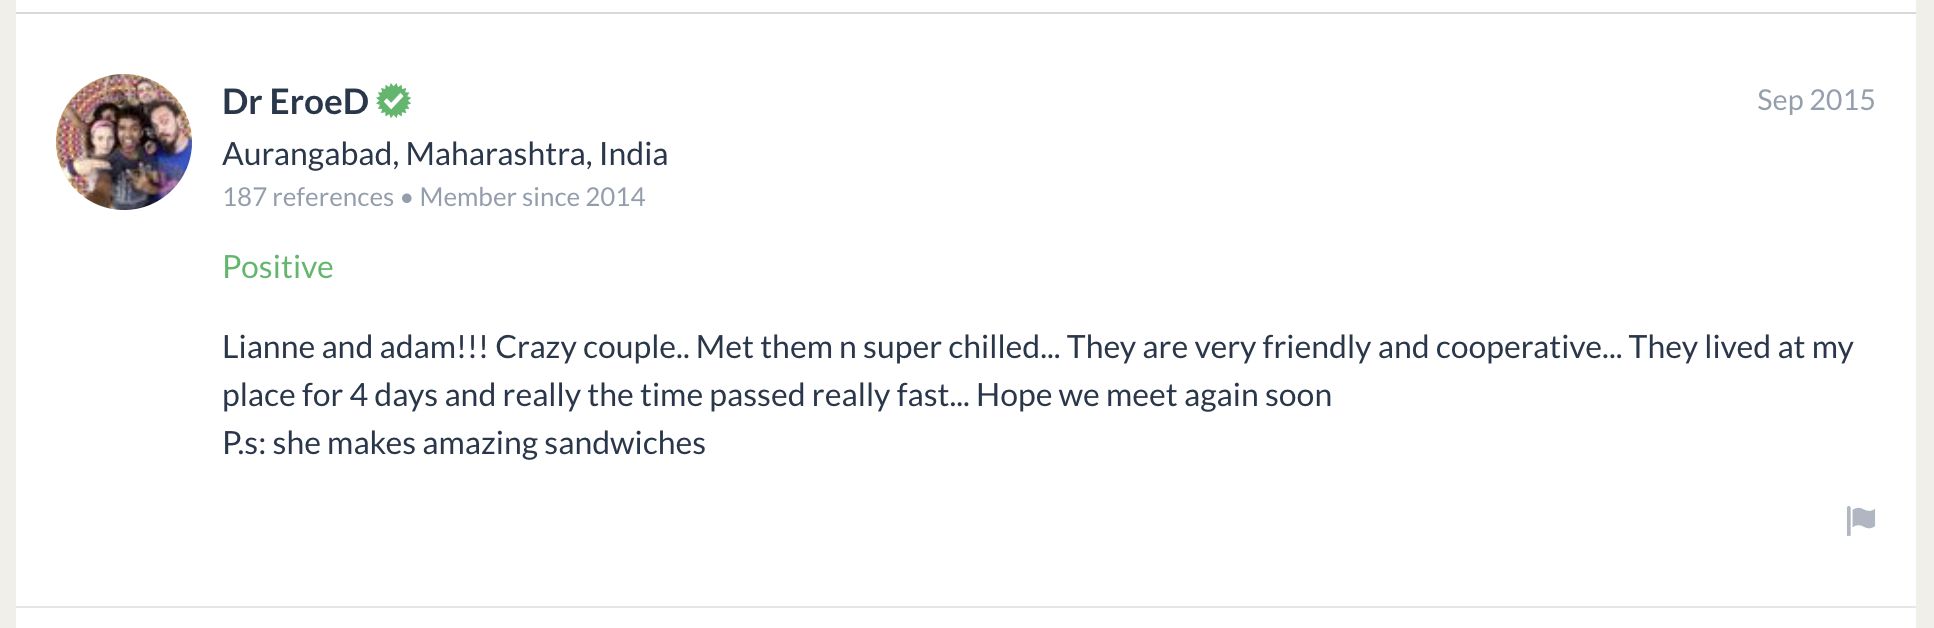 Dr EroeD
Sep 2015
Aurangabad, Maharashtra, India
187 references • Member since 2014
Positive
Lianne and adam!!! Crazy couple.. Met them n super chilled... They are very friendly and cooperative... They lived at my
place for 4 days and really the time passed really fast... Hope we meet again soon
P.s: she makes amazing sandwiches